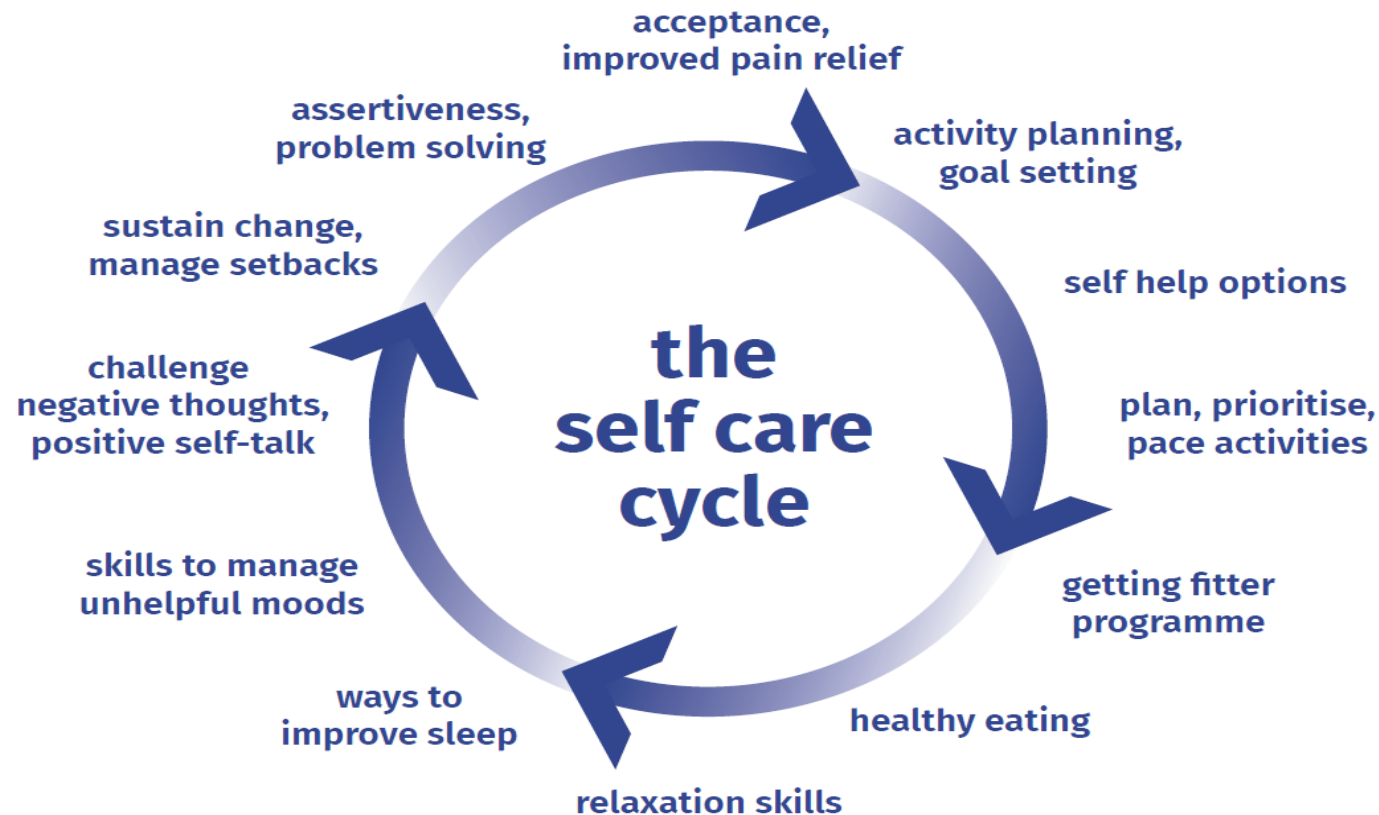 acceptance,
improved pain relief
activity planning,
goal setting
self help options
plan, prioritise,
pace activities
getting fitter
programme
healthy eating
relaxation skills
ways to
improve sleep
skills to manage
unhelpful moods
challenge
negative thoughts,
positive self-talk
sustain change,
manage setbacks
assertiveness,
problem solving
the
self care
cycle